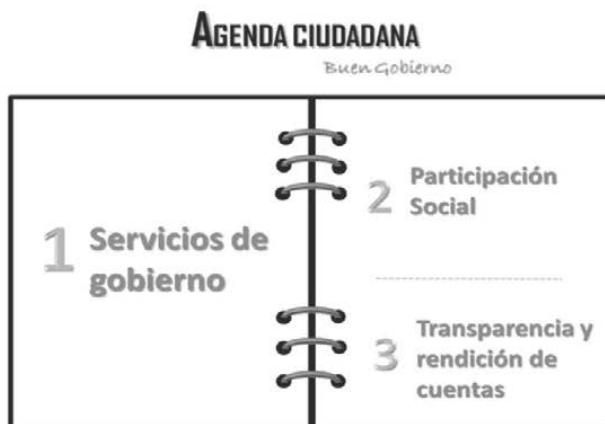 AGENDA CIUDADANA
Buen Gobierno
1 Servicios de
gobierno
2 Participación
Social
3 Transparencia y
rendición de
cuentas